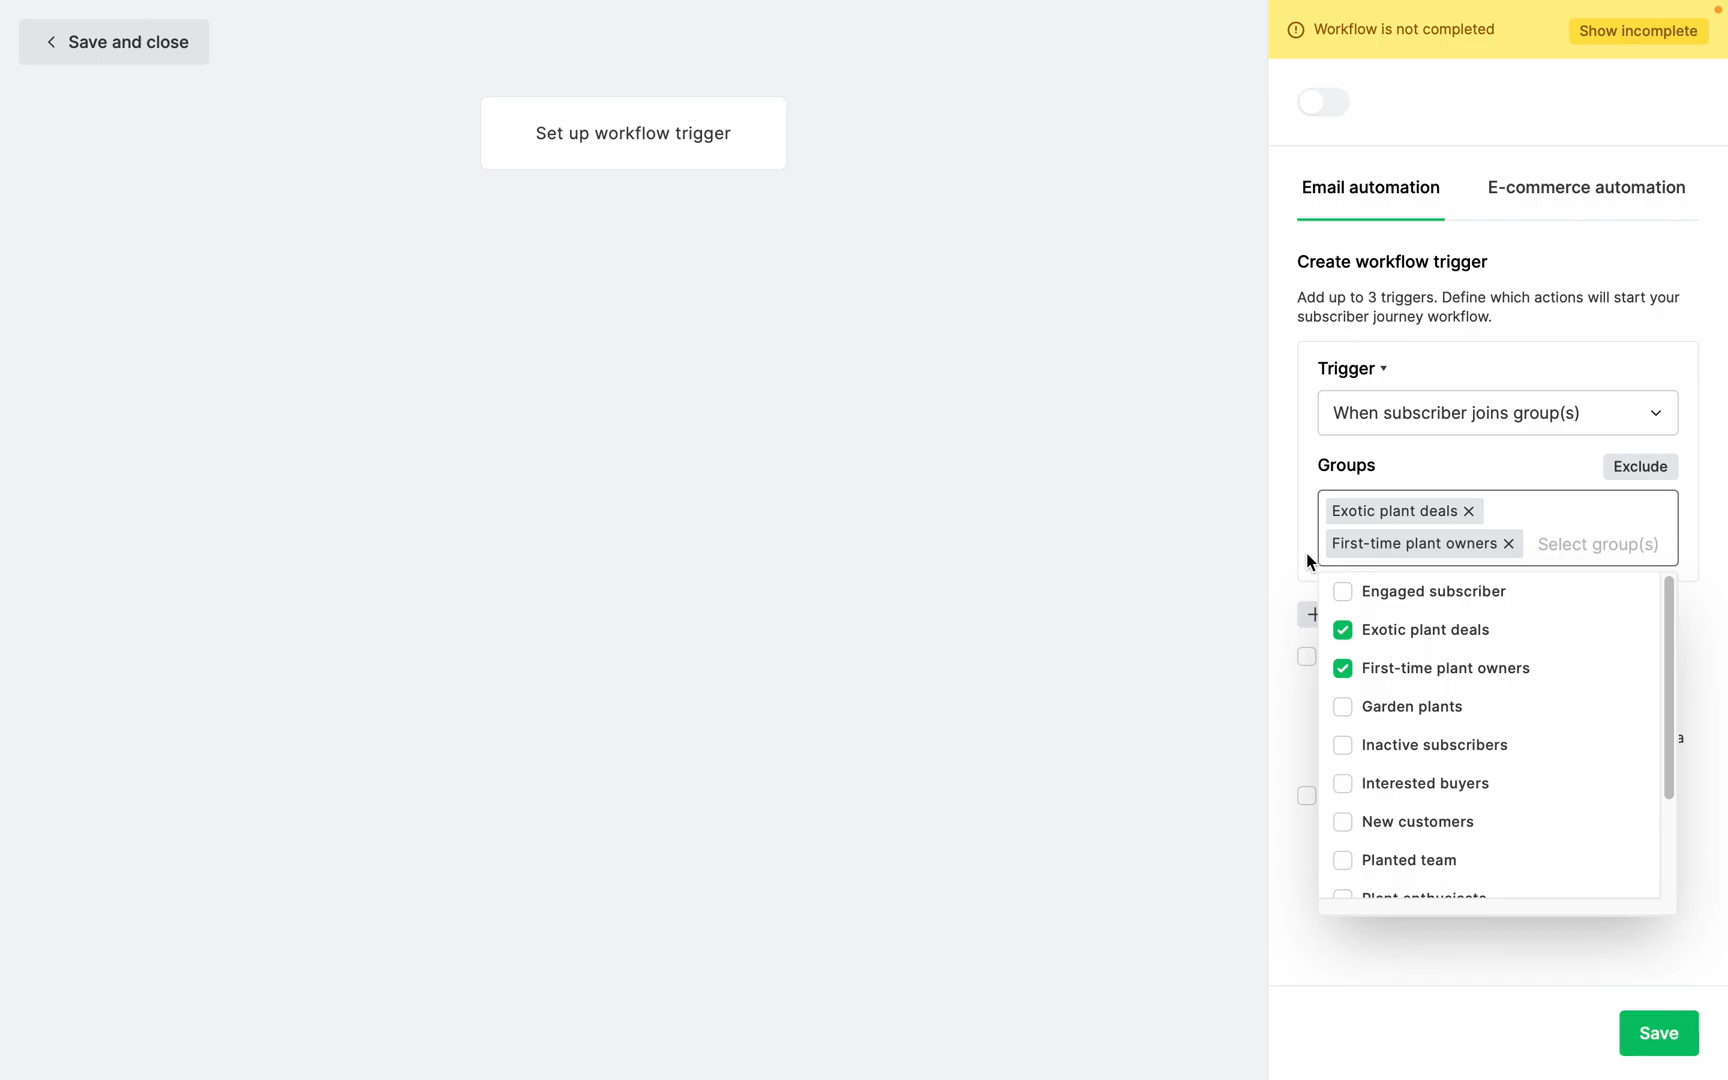 Save and close
Set up workflow trigger
Workflow is not completed
Show incomplete
Email automation
E-commerce automation
Create workflow trigger
Add up to 3 triggers. Define which actions will start your
subscriber journey workflow.
Trigger
When subscriber joins group(s)
Groups
Exclude
Exotic plant deals
First-time plant owners
Select group(s)
Engaged subscriber
Exotic plant deals
First-time plant owners
Garden plants
Inactive subscribers
a
Interested buyers
New customers
Planted team
Save